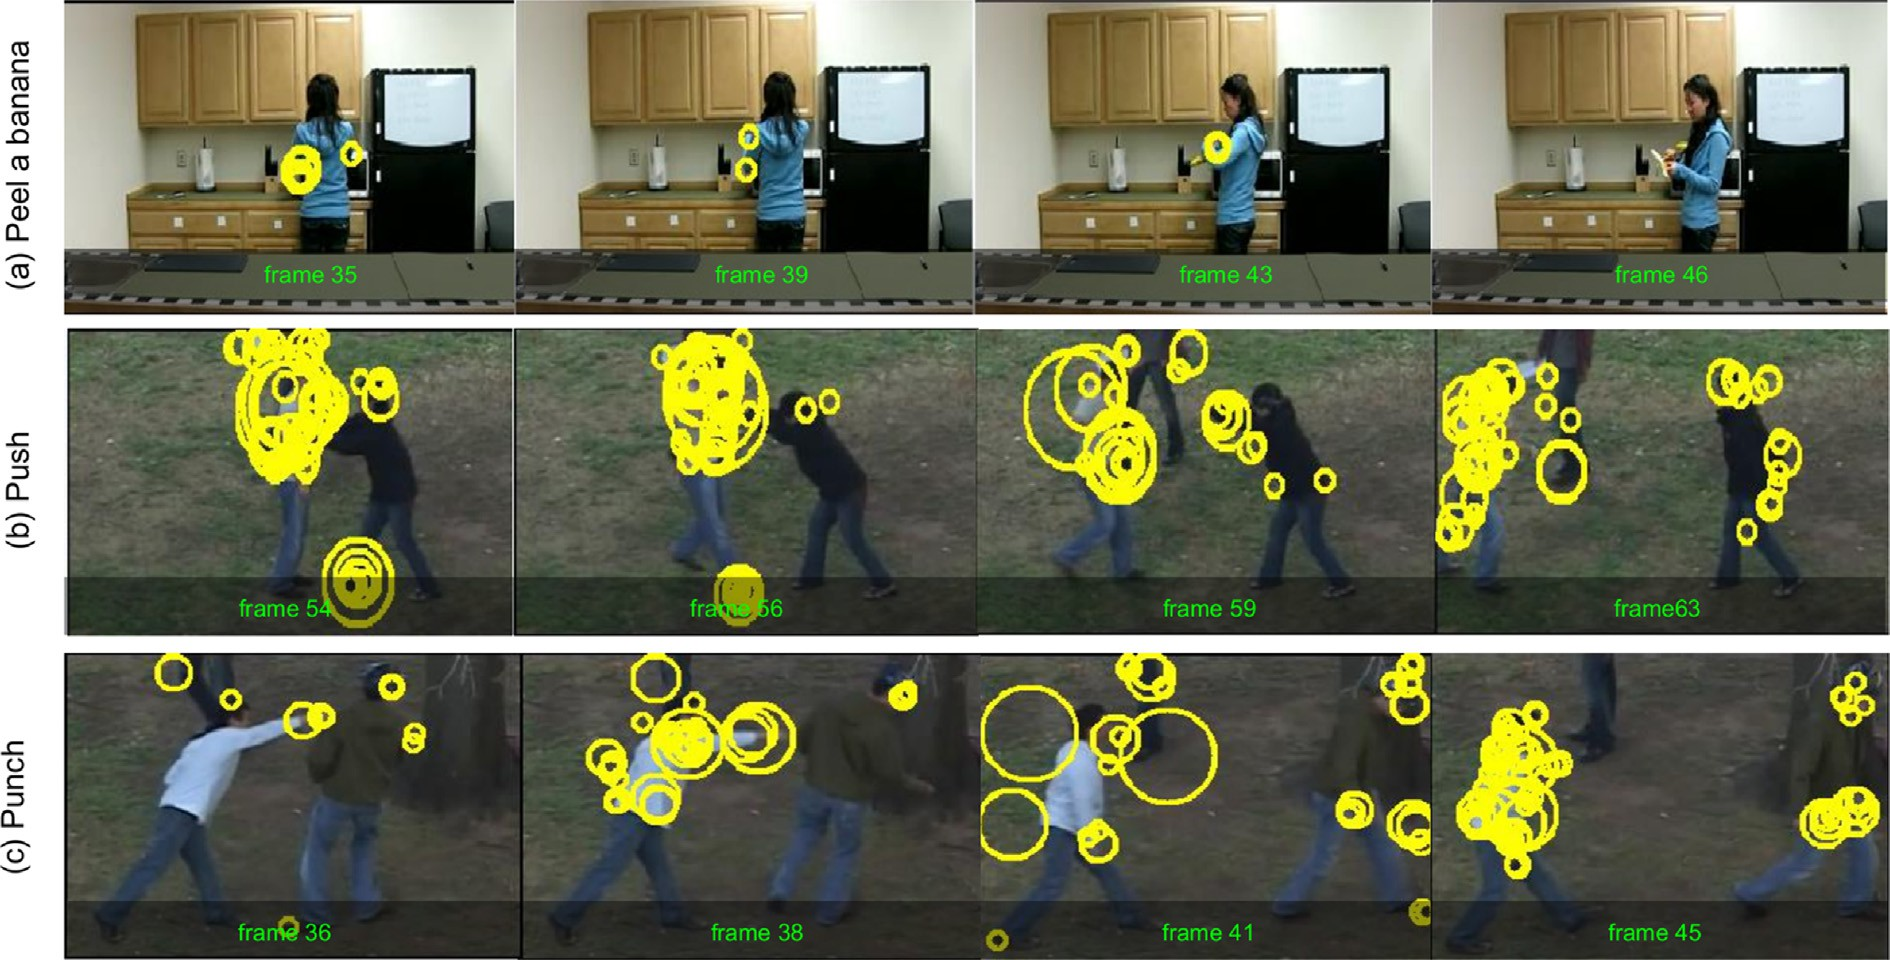 (a) Peel a banana
frame 35
frame 39
frame 43
frame 46
(b) Push
frame 54
frame 56
frame 59
frame63
(c) Punch
frame 36
frame 38
frame 41
frame 45